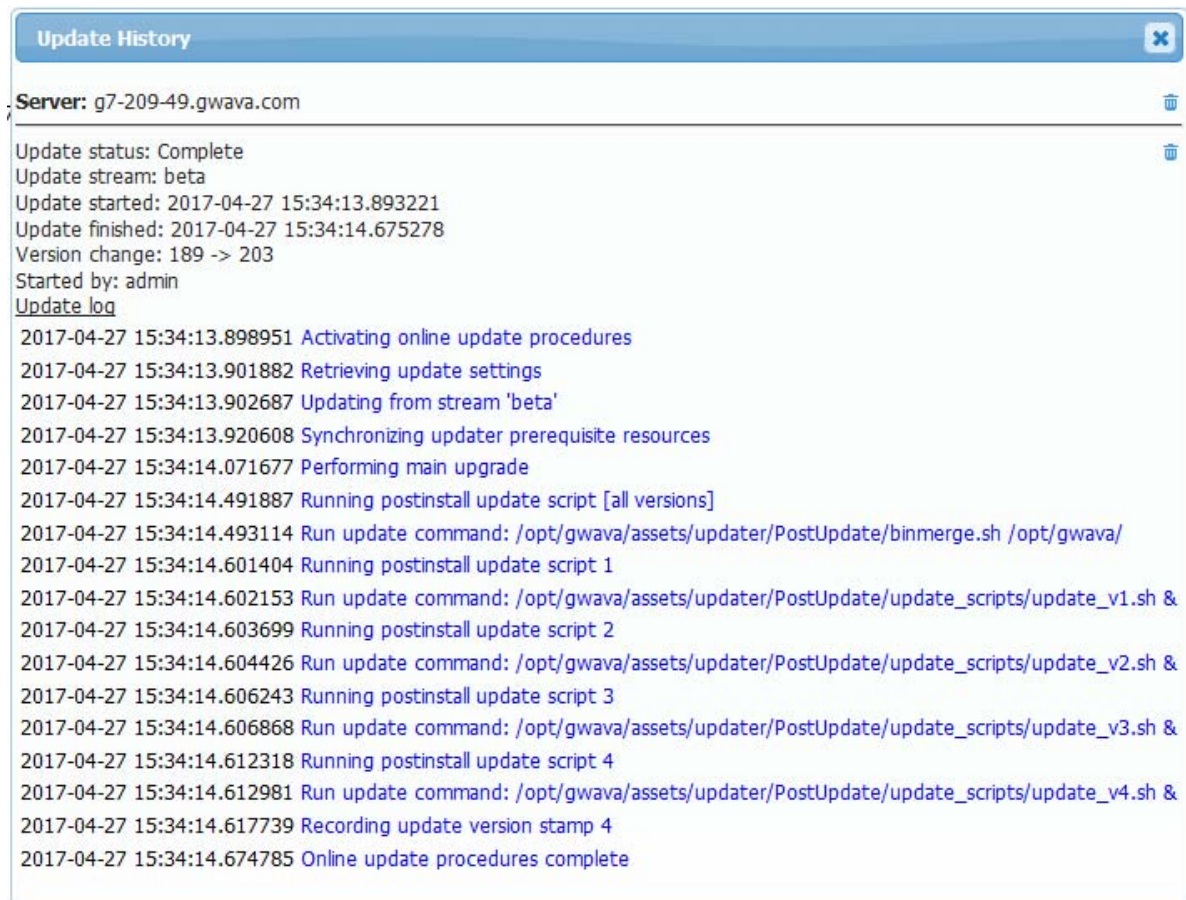 Update History
Server: g7-209-49.gwava.com
Update status: Complete
Update stream: beta
Update started: 2017-04-27 15:34:13.893221
Update finished: 2017-04-27 15:34:14.675278
Version change: 189 -> 203
Started by: admin
Update log
2017-04-27 15:34:13.898951 Activating online update procedures
2017-04-27 15:34:13.901882 Retrieving update settings
2017-04-27 15:34:13.902687 Updating from stream 'beta'
2017-04-27 15:34:13.920608 Synchronizing updater prerequisite resources
2017-04-27 15:34:14.071677 Performing main upgrade
2017-04-27 15:34:14.491887 Running postinstall update script [all versions]
2017-04-27 15:34:14.493114 Run update command: /opt/gwava/assets/updater/PostUpdate/binmerge.sh /opt/gwava/
2017-04-27 15:34:14.601404 Running postinstall update script 1
2017-04-27 15:34:14.602153 Run update command: /opt/gwava/assets/updater/PostUpdate/update_scripts/update_v1.sh &
2017-04-27 15:34:14.603699 Running postinstall update script 2
2017-04-27 15:34:14.604426 Run update command: /opt/gwava/assets/updater/PostUpdate/update_scripts/update_v2.sh &
2017-04-27 15:34:14.606243 Running postinstall update script 3
2017-04-27 15:34:14.606868 Run update command: /opt/gwava/assets/updater/PostUpdate/update_scripts/update_v3.sh &
2017-04-27 15:34:14.612318 Running postinstall update script 4
2017-04-27 15:34:14.612981 Run update command: /opt/gwava/assets/updater/PostUpdate/update_scripts/update_v4.sh &
2017-04-27 15:34:14.617739 Recording update version stamp 4
2017-04-27 15:34:14.674785 Online update procedures complete